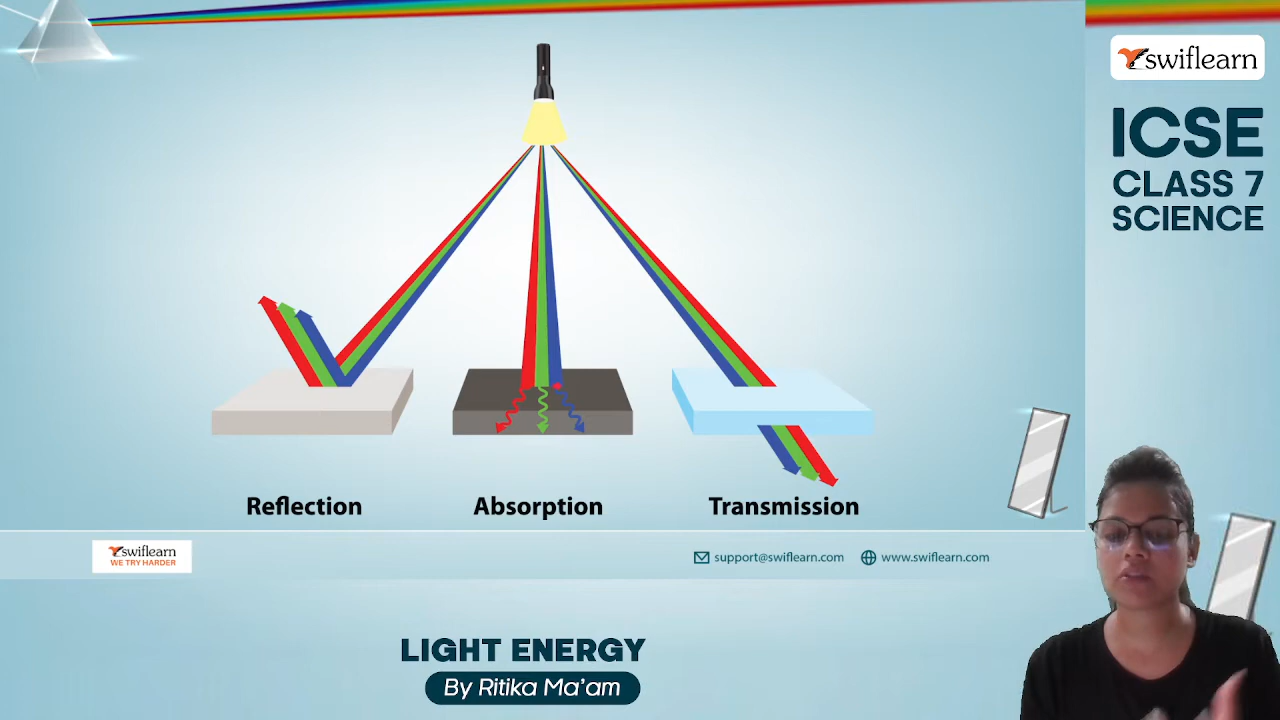 swiflearn
ICSE
CLASS 7
SCIENCE
Reflection
Absorption
Transmission
swiflearn
WE TRY HARDER
support@swiflearn.com
www.swiflearn.com
LIGHT ENERGY
By Ritika Ma'am